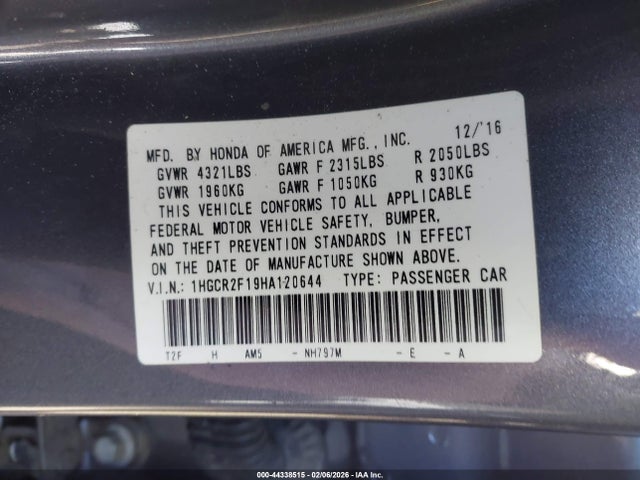 MFD. BY HONDA OF AMERICA MFG., INC. 12/'16
GVWR 4321LBS GAWR F 2315LBS R 2050LBS
GVWR 1960KG GAWR F 1050KG R 930KG
THIS VEHICLE CONFORMS TO ALL APPLICABLE
FEDERAL MOTOR VEHICLE SAFETY, BUMPER,
AND THEFT PREVENTION STANDARDS IN EFFECT
ON THE DATE OF MANUFACTURE SHOWN ABOVE.
V.I.N.: 1HGCR2F19HA120644 TYPE: PASSENGER CAR
T2F H AM5 - NH797M - E - A
000-44338515 - 02/06/2026 - IAA Inc.